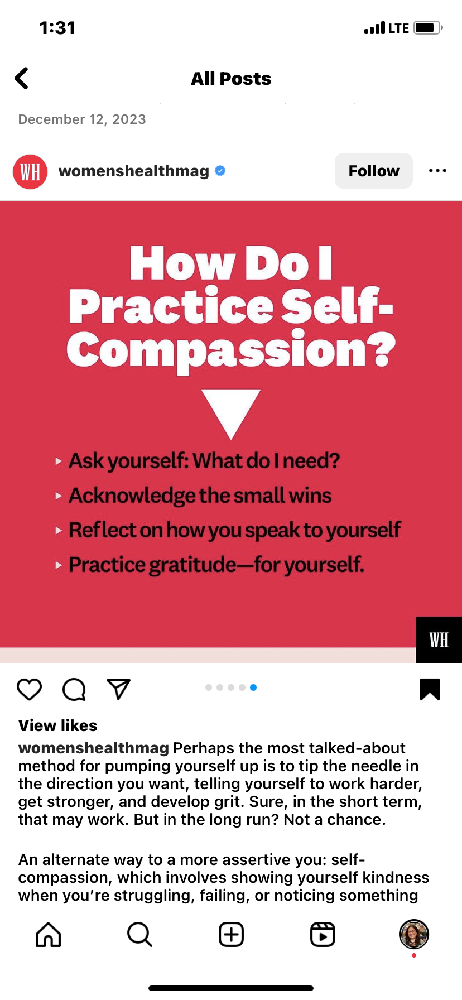 1:31
LTE
All Posts
December 12, 2023
WH
womenshealthmag
Follow
How Do I
Practice Self-
Compassion?
Ask yourself: What do I need?
Acknowledge the small wins
Reflect on how you speak to yourself
Practice gratitude—for yourself.
WH
View likes
womenshealthmag Perhaps the most talked-about
method for pumping yourself up is to tip the needle in
the direction you want, telling yourself to work harder,
get stronger, and develop grit. Sure, in the short term,
that may work. But in the long run? Not a chance.
An alternate way to a more assertive you: self-
compassion, which involves showing yourself kindness
when you’re struggling, failing, or noticing something